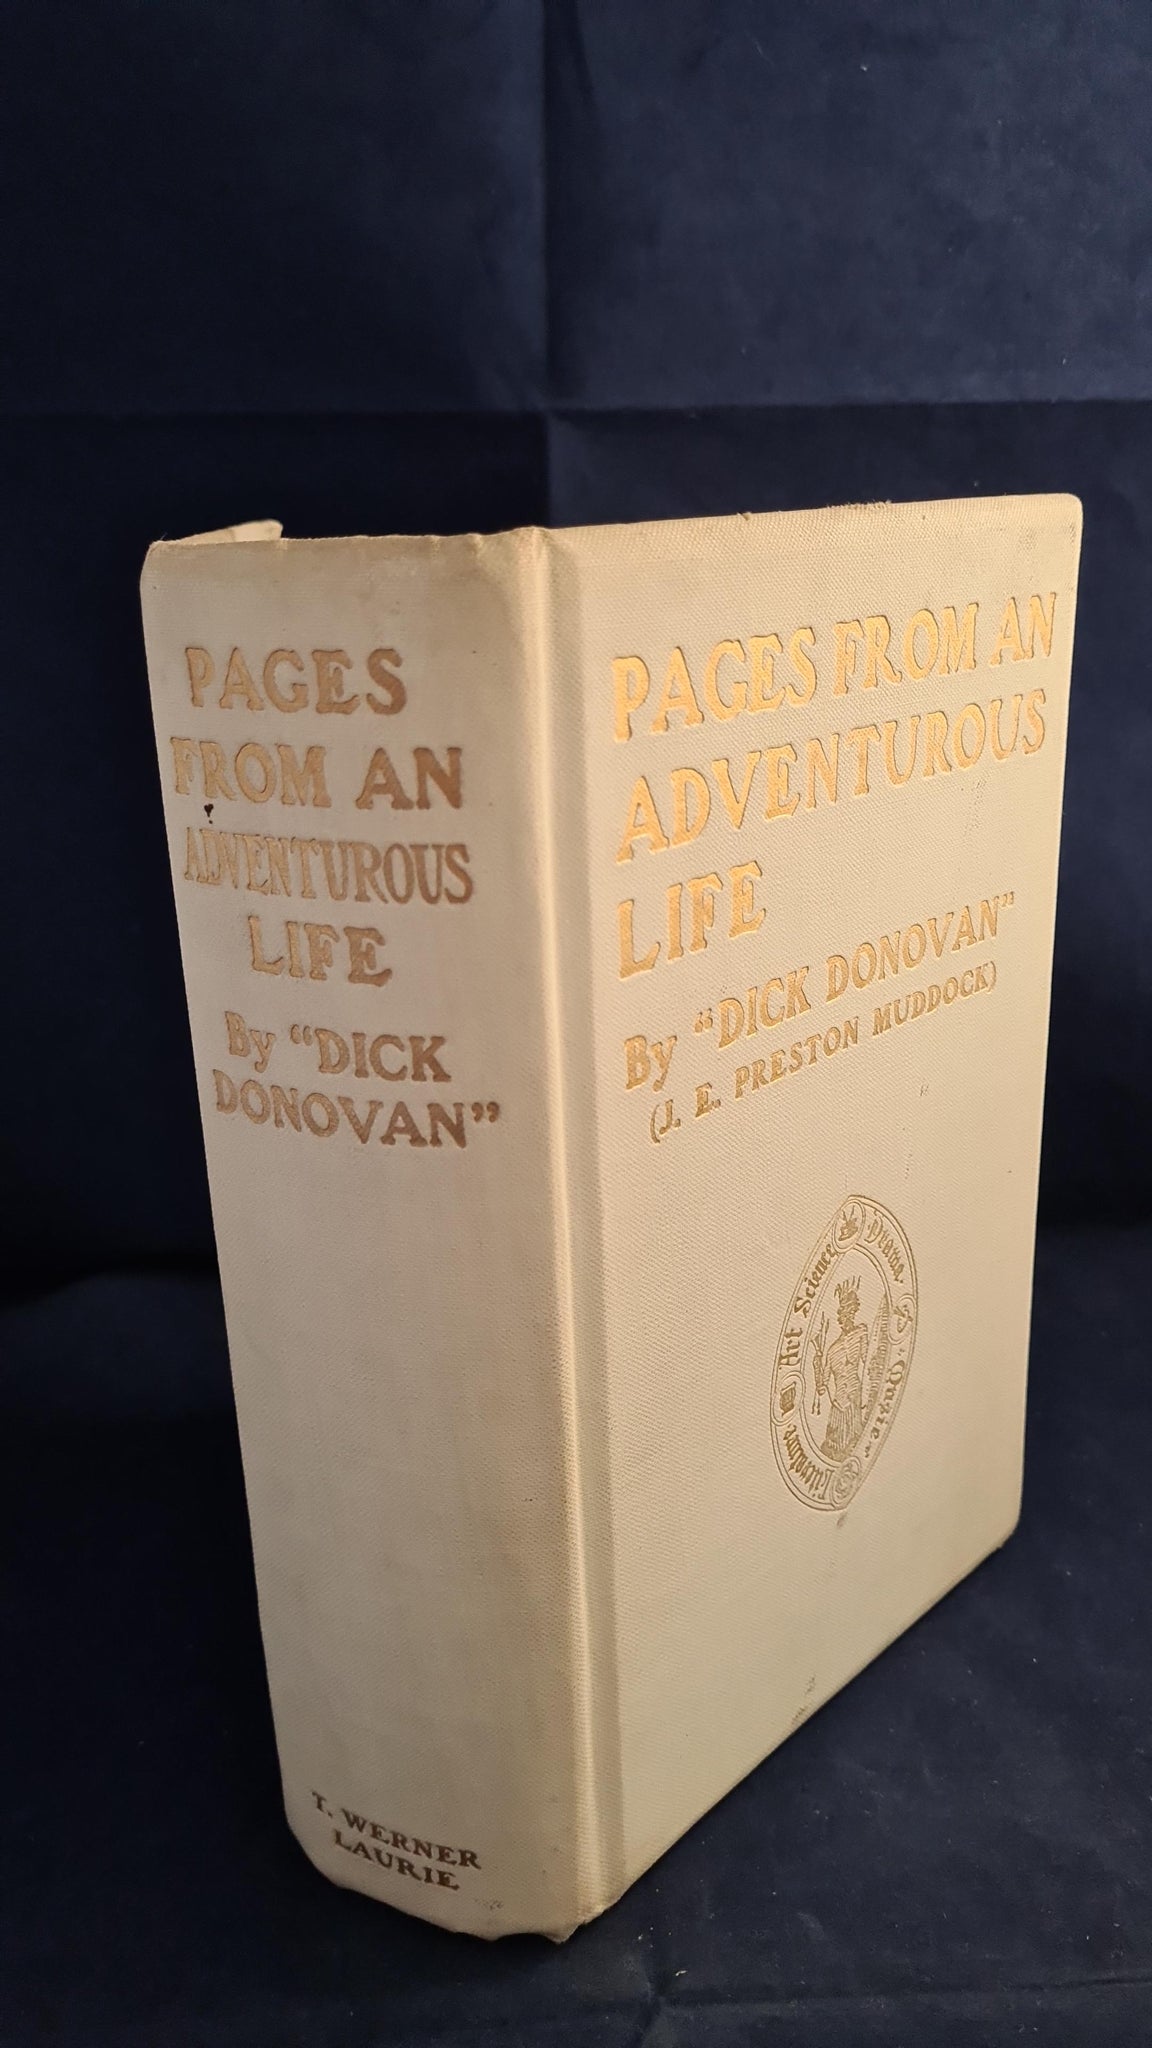 PAGES
FROM AN
ADVENTUROUS
LIFE
By "DICK
DONOVAN"
T. WERNER
LAURIE
PAGES FROM AN
ADVENTUROUS
LIFE
By "DICK DONOVAN"
(J. E. PRESTON MUDDOCK)
Literature Art Science Drama Music